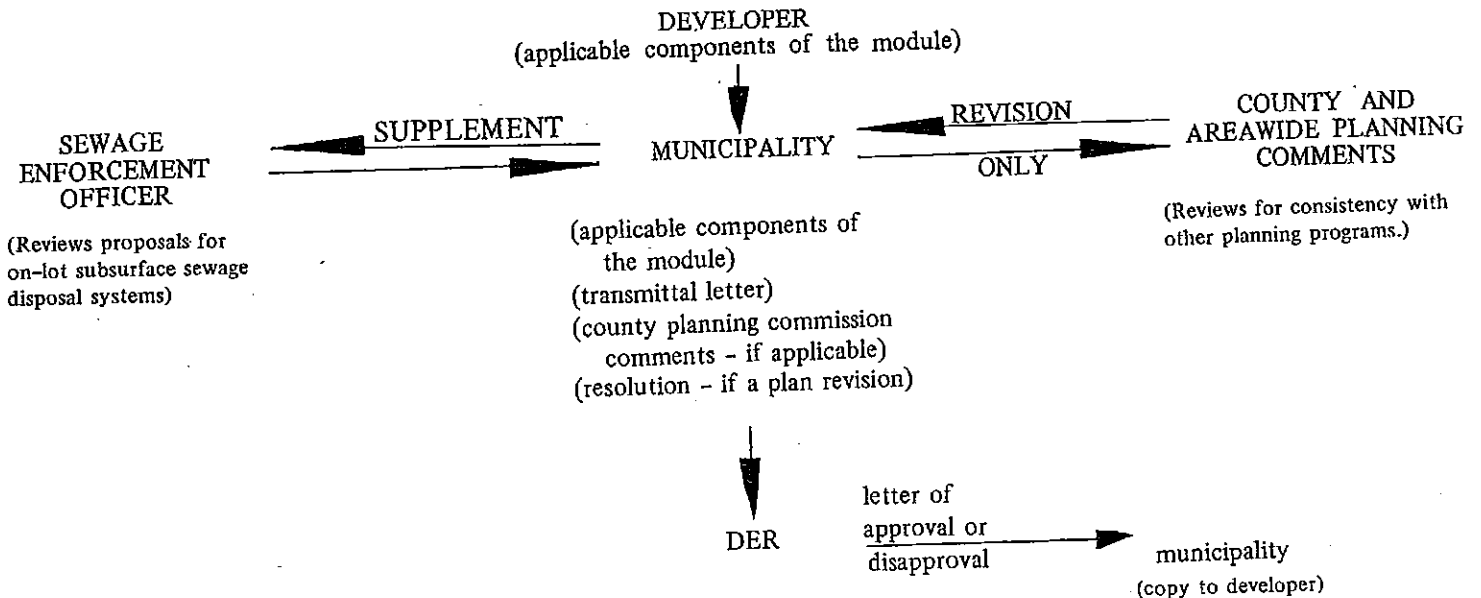 DEVELOPER
(applicable components of the module)
SEWAGE
ENFORCEMENT
OFFICER
(Reviews proposals for
on-lot subsurface sewage
disposal systems)
SUPPLEMENT
MUNICIPALITY
REVISION
ONLY
COUNTY AND
AREAWIDE PLANNING
COMMENTS
(Reviews for consistency with
other planning programs.)
(applicable components of
the module)
(transmittal letter)
(county planning commission
comments - if applicable)
(resolution - if a plan revision)
DER
letter of
approval or
disapproval
municipality
(copy to developer)